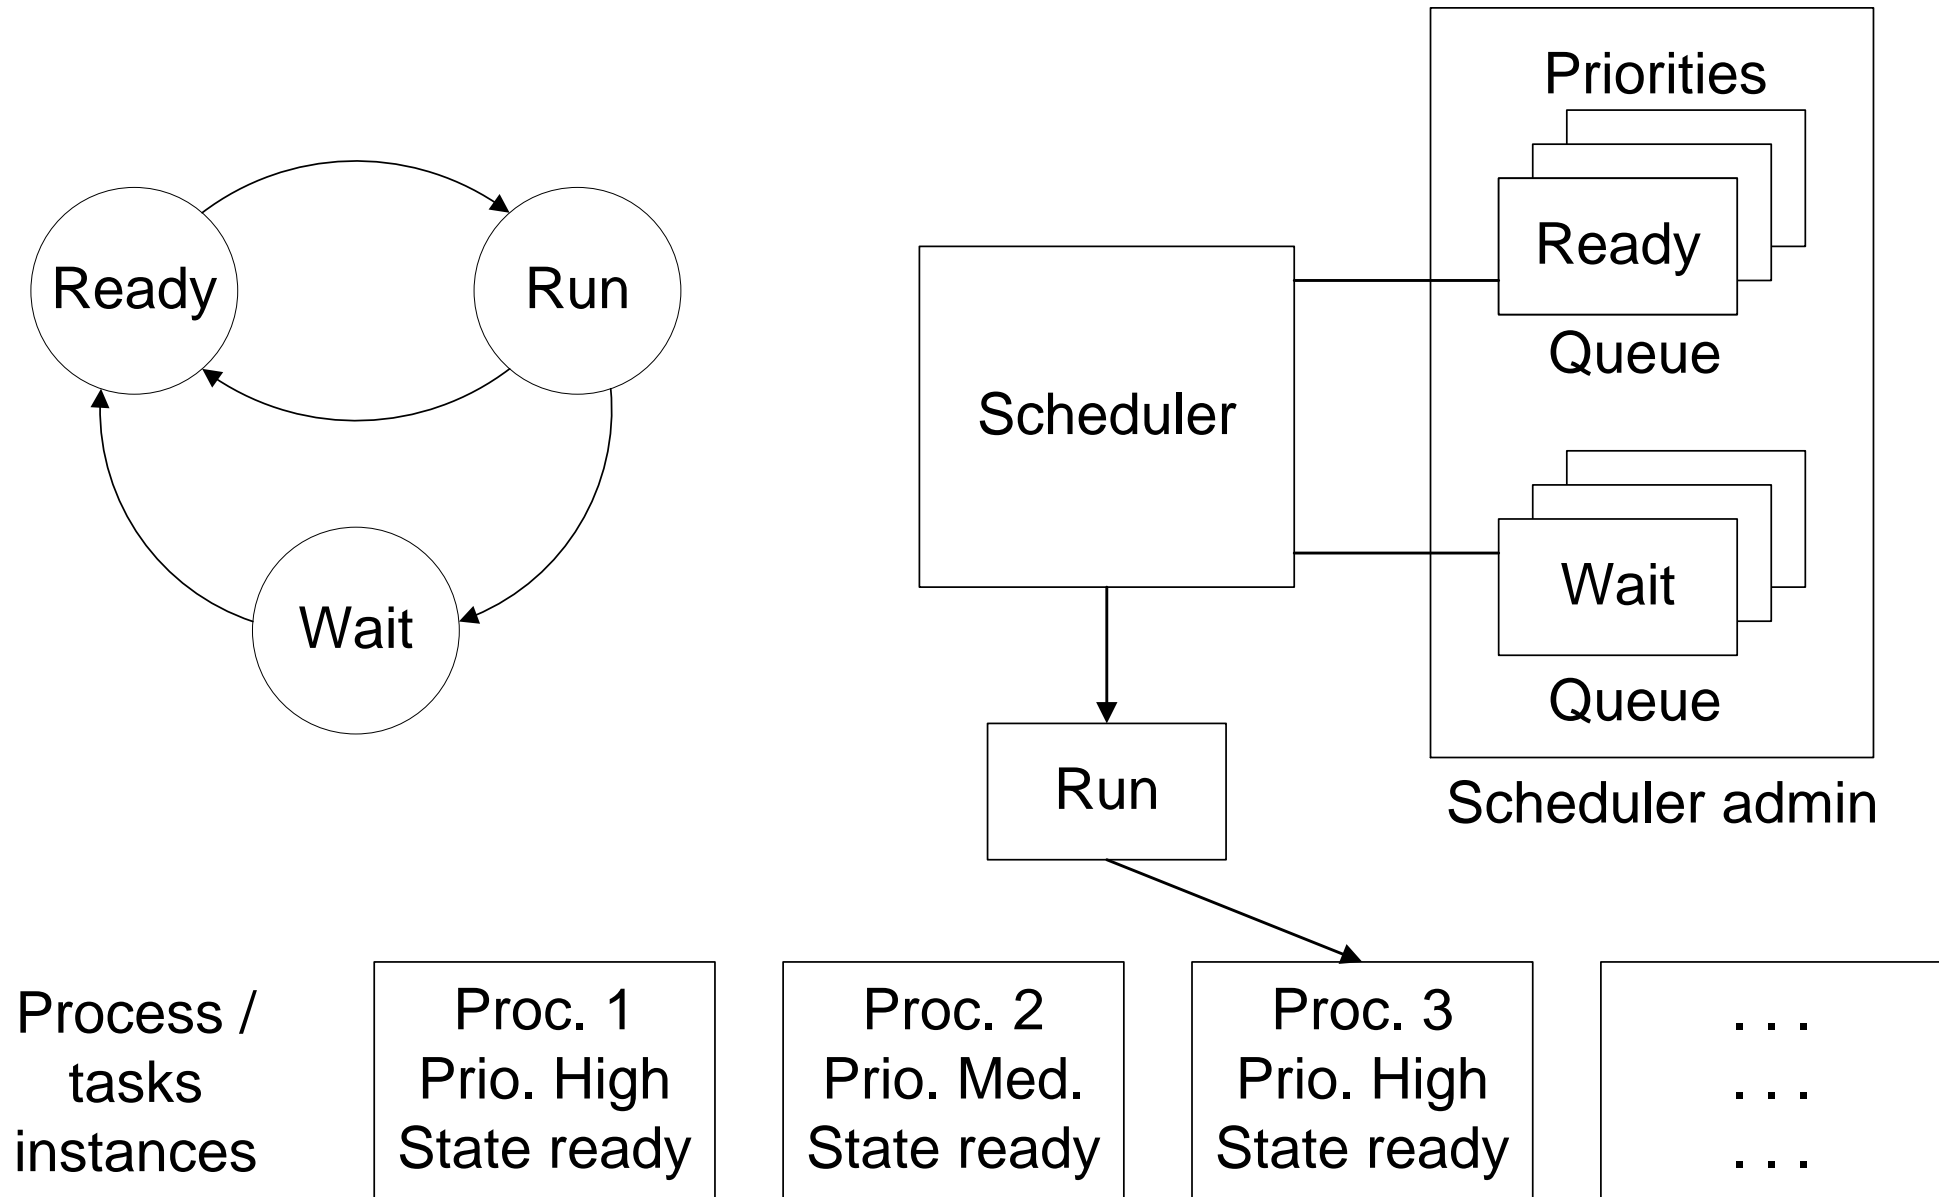 Ready
Run
Wait
Scheduler
Run
Priorities
Ready
Queue
Wait
Queue
Scheduler admin
Process /
tasks
instances
Proc. 1
Prio. High
State ready
Proc. 2
Prio. Med.
State ready
Proc. 3
Prio. High
State ready
. . .
. . .
. . .